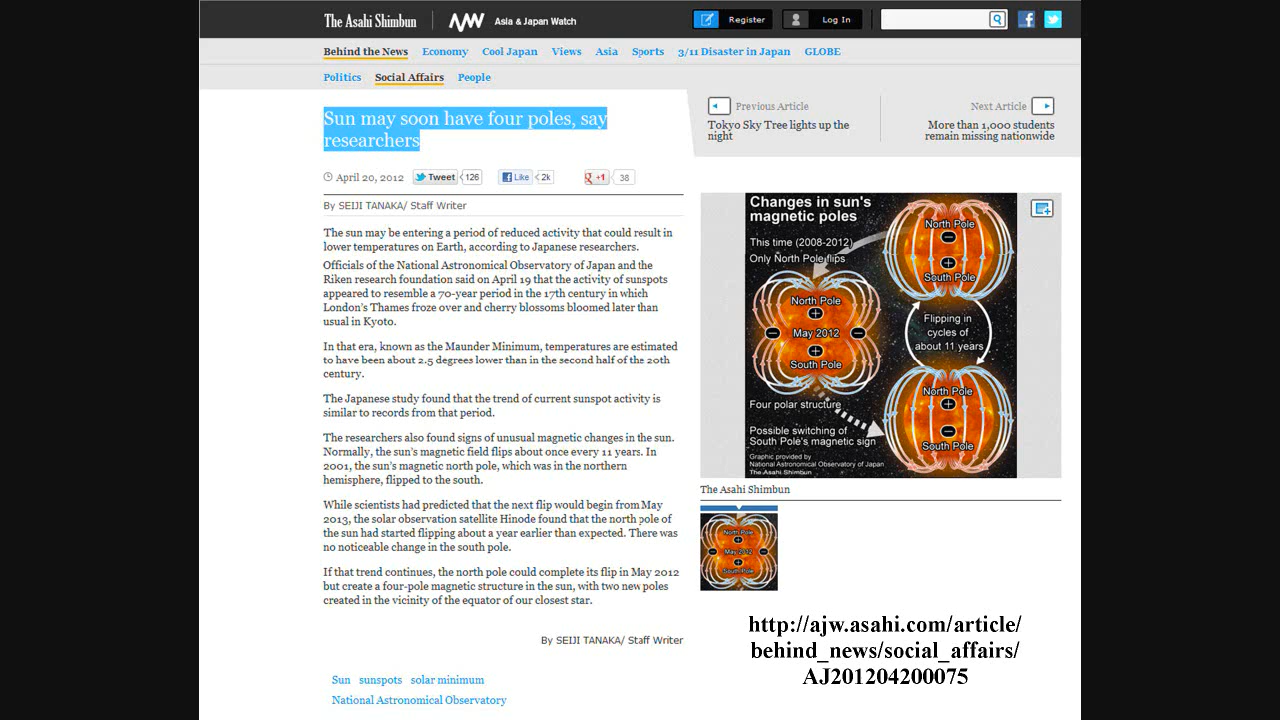 The Asahi Shimbun
AJW
Asia & Japan Watch
Register
Log In
Behind the News Economy Cool Japan Views Asia Sports 3/11 Disaster in Japan GLOBE
Politics Social Affairs People
Sun may soon have four poles, say
researchers
Previous Article
Tokyo Sky Tree lights up the
night
Next Article
More than 1,000 students
remain missing nationwide
April 20, 2012 Tweet 126 Like 2k +1 38
By SEIJI TANAKA/ Staff Writer
The sun may be entering a period of reduced activity that could result in
lower temperatures on Earth, according to Japanese researchers.
Officials of the National Astronomical Observatory of Japan and the
Riken research foundation said on April 19 that the activity of sunspots
appeared to resemble a 70-year period in the 17th century in which
London's Thames froze over and cherry blossoms bloomed later than
usual in Kyoto.
In that era, known as the Maunder Minimum, temperatures are estimated
to have been about 2.5 degrees lower than in the second half of the 20th
century.
The Japanese study found that the trend of current sunspot activity is
similar to records from that period.
The researchers also found signs of unusual magnetic changes in the sun.
Normally, the sun's magnetic field flips about once every 11 years. In
2001, the sun's magnetic north pole, which was in the northern
hemisphere, flipped to the south.
While scientists had predicted that the next flip would begin from May
2013, the solar observation satellite Hinode found that the north pole of
the sun had started flipping about a year earlier than expected. There was
no noticeable change in the south pole.
If that trend continues, the north pole could complete its flip in May 2012
but create a four-pole magnetic structure in the sun, with two new poles
created in the vicinity of the equator of our closest star.
By SEIJI TANAKA/ Staff Writer
Sun sunspots solar minimum
National Astronomical Observatory
Changes in sun's
magnetic poles
This time (2008-2012)
Only North Pole flips
North Pole
South Pole
North Pole
May 2012
South Pole
Flipping in
cycles of
about 11 years
North Pole
South Pole
Four polar structure
Possible switching of
South Pole's magnetic sign
Graphic provided by
National Astronomical Observatory of Japan
The Asahi Shimbun
The Asahi Shimbun
North Pole
May 2012
South Pole
http://ajw.asahi.com/article/
behind_news/social_affairs/
AJ201204200075